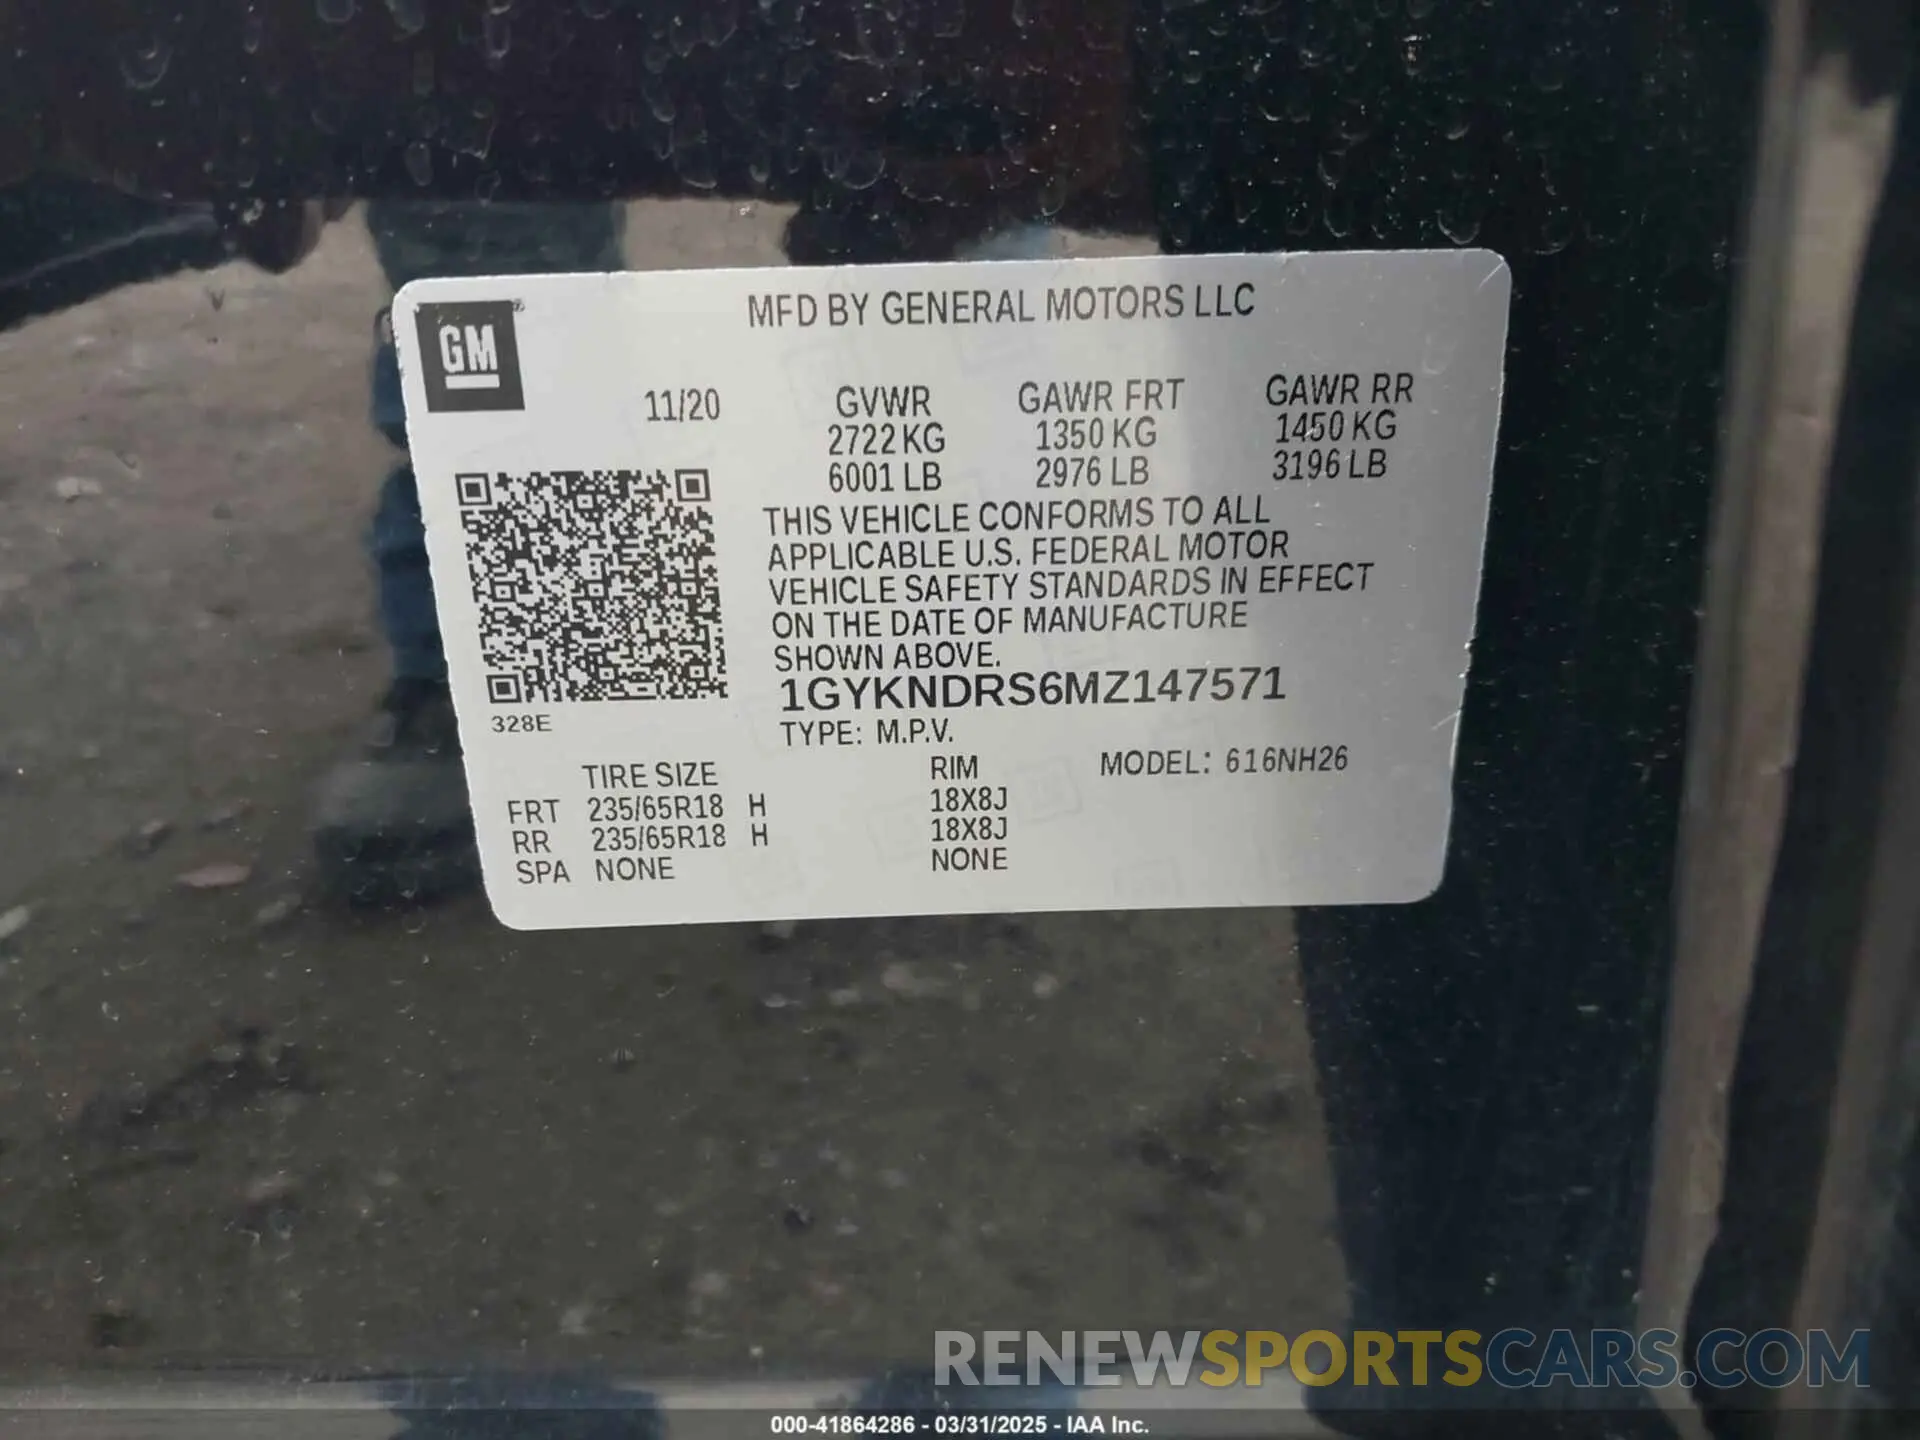 MFD BY GENERAL MOTORS LLC
GM®
11/20 GVWR GAWR FRT GAWR RR
2722 KG 1350 KG 1450 KG
6001 LB 2976 LB 3196 LB
THIS VEHICLE CONFORMS TO ALL
APPLICABLE U.S. FEDERAL MOTOR
VEHICLE SAFETY STANDARDS IN EFFECT
ON THE DATE OF MANUFACTURE
SHOWN ABOVE.
1GYKNDRS6MZ147571
328E
TYPE: M.P.V.
TIRE SIZE RIM MODEL: 616NH26
FRT 235/65R18 H 18X8J
RR 235/65R18 H 18X8J
SPA NONE NONE
RENEWSPORTSCARS.COM
000-41864286 - 03/31/2025 - IAA Inc.